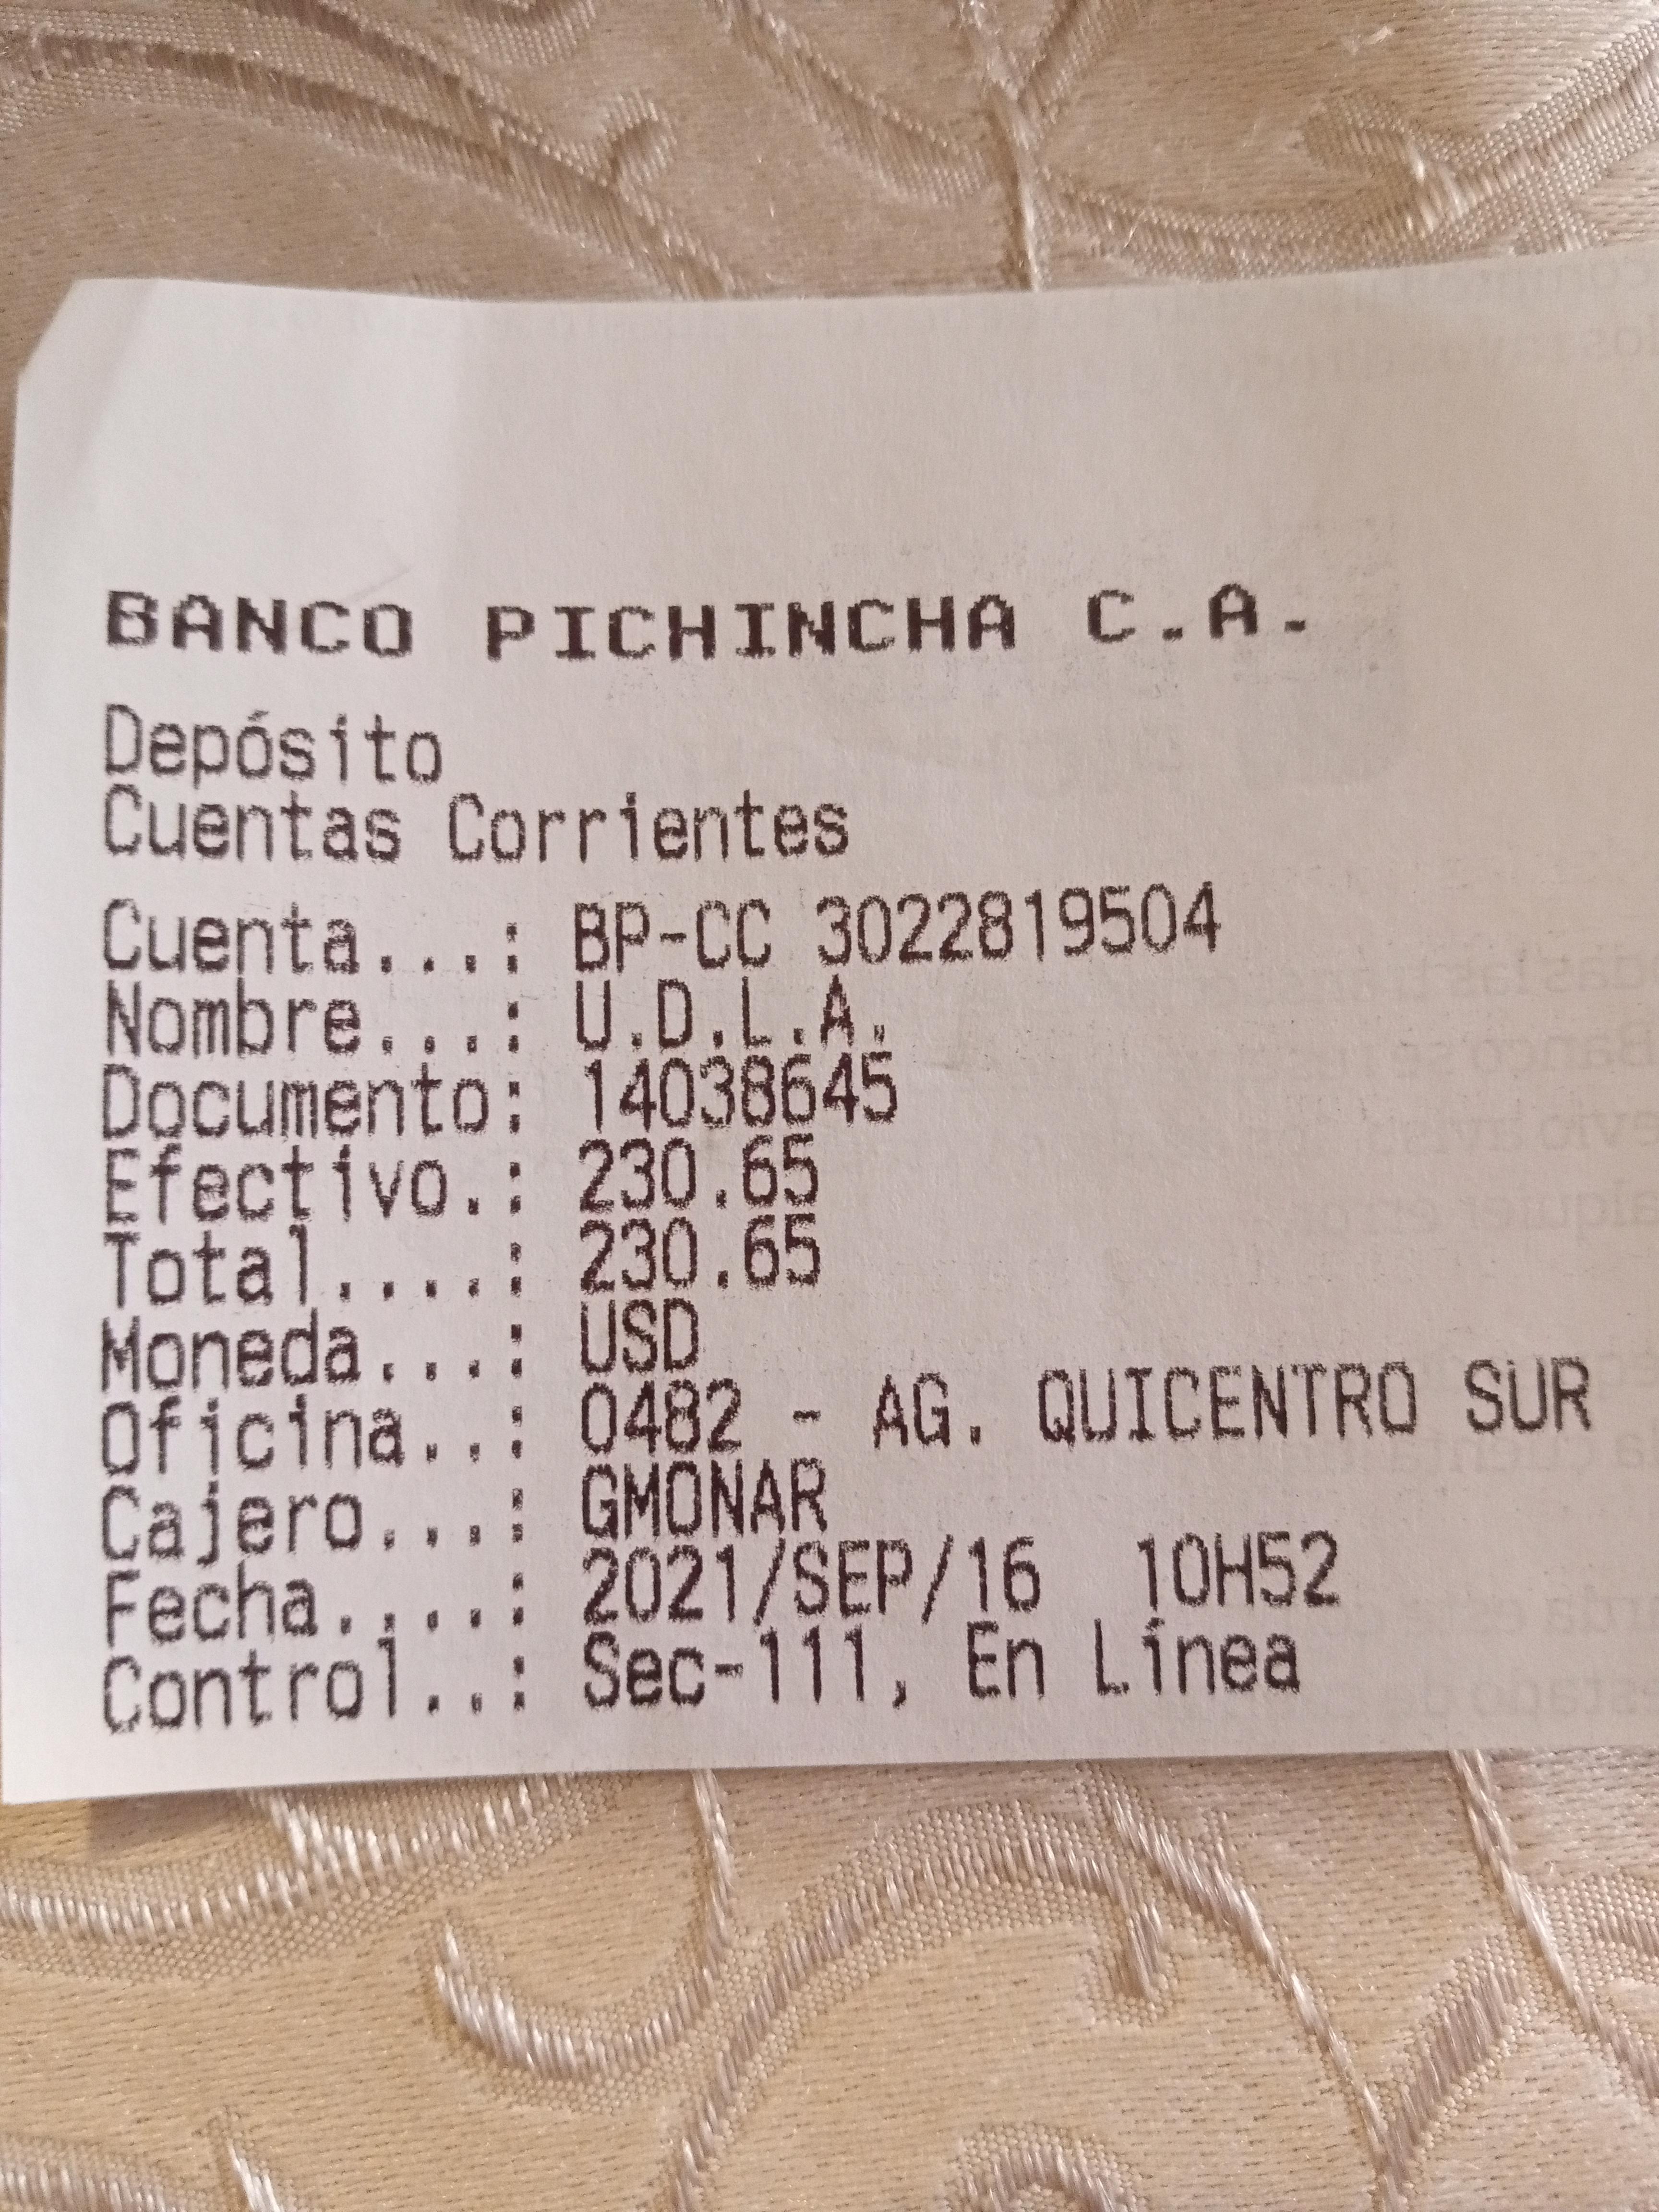 BANCO PICHINCHA C.A.
Depósito
Cuentas Corrientes
Cuenta...: BP-CC 3022819504
Nombre...: U.D.L.A.
Documento: 14038645
Efectivo.: 230.65
Total....: 230.65
Moneda...: USD
Oficina..: 0482 - AG. QUICENTRO SUR
Cajero...: GMONAR
Fecha....: 2021/SEP/16 10H52
Control..: Sec-111, En Línea